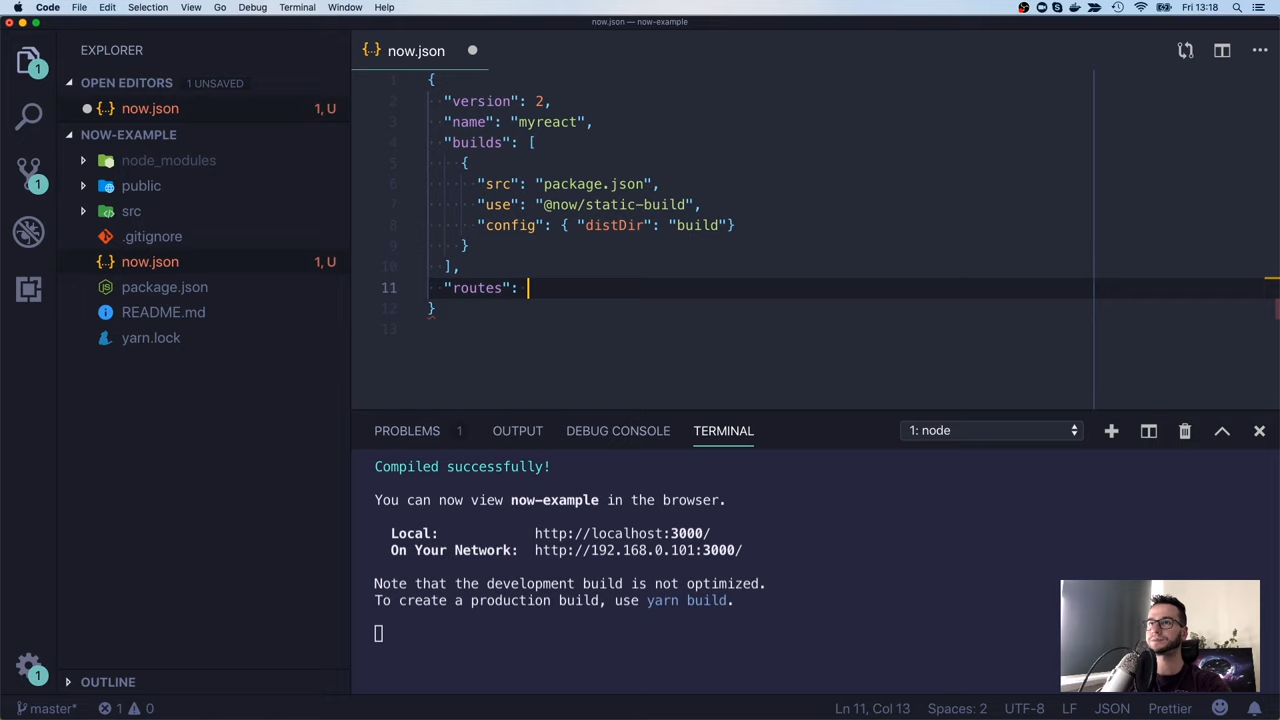 Code File Edit Selection View Go Debug Terminal Window Help Fri 13:18
now.json — now-example
EXPLORER
OPEN EDITORS 1 UNSAVED
now.json 1, U
NOW-EXAMPLE
node_modules
public
src
.gitignore
now.json 1, U
package.json
README.md
yarn.lock
OUTLINE
1
1
1
now.json
1 {
2 "version": 2,
3 "name": "myreact",
4 "builds": [
5 {
6 "src": "package.json",
7 "use": "@now/static-build",
8 "config": { "distDir": "build"}
9 }
10 ],
11 "routes":
12 }
13
PROBLEMS 1 OUTPUT DEBUG CONSOLE TERMINAL 1: node
Compiled successfully!
You can now view now-example in the browser.
Local: http://localhost:3000/
On Your Network: http://192.168.0.101:3000/
Note that the development build is not optimized.
To create a production build, use yarn build.
master* 1 0 Ln 11, Col 13 Spaces: 2 UTF-8 LF JSON Prettier